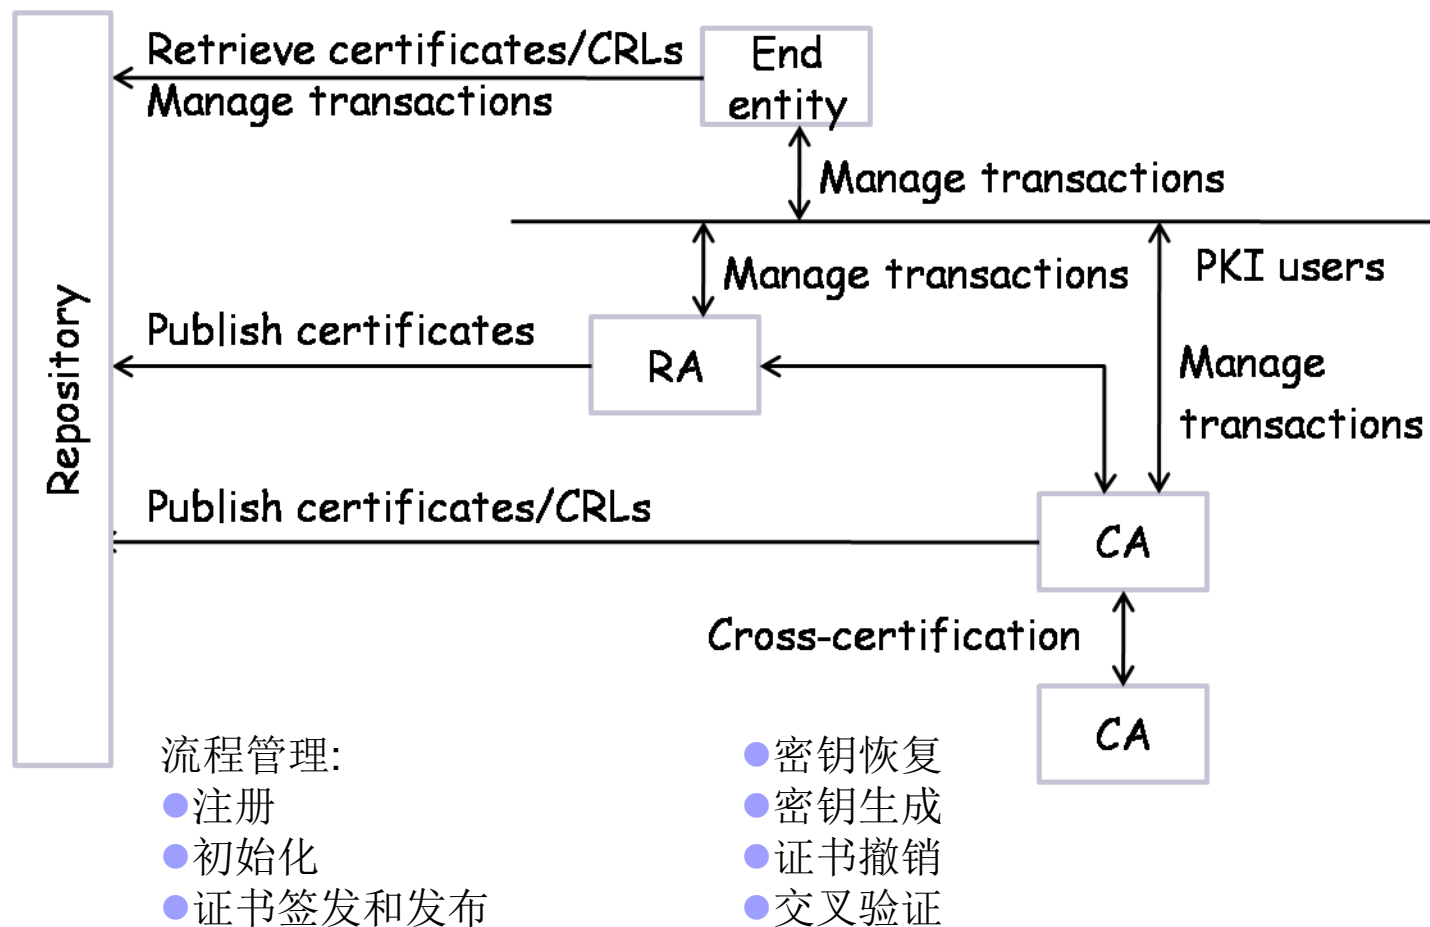 Retrieve certificates/CRLs
Manage transactions
End
entity
Manage transactions
Manage transactions
PKI users
Publish certificates
RA
Manage
transactions
Repository
Publish certificates/CRLs
CA
Cross-certification
CA
流程管理:
●注册
●初始化
●证书签发和发布
●密钥恢复
●密钥生成
●证书撤销
●交叉验证